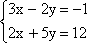 3x − 2y = −1
2x + 5y = 12